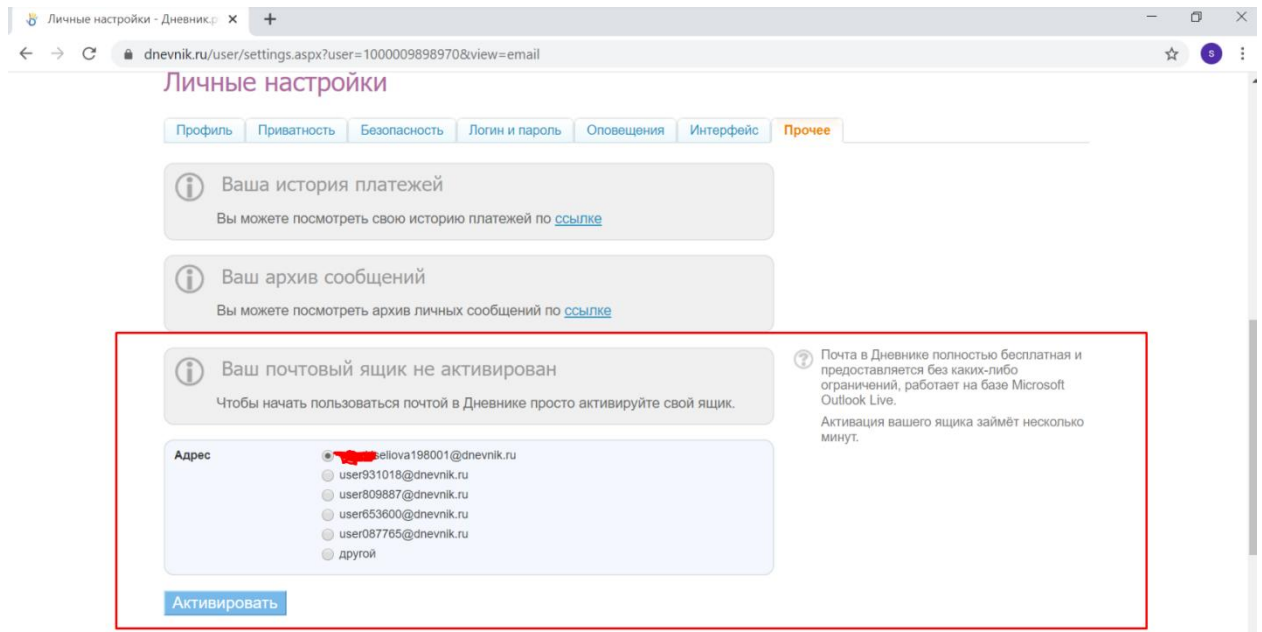 Личные настройки - Дневник.р
dnevnik.ru/user/settings.aspx?user=1000009898970&view=email
s
Личные настройки
Профиль Приватность Безопасность Логин и пароль Оповещения Интерфейс Прочее
Ваша история платежей
Вы можете посмотреть свою историю платежей по ссылке
Ваш архив сообщений
Вы можете посмотреть архив личных сообщений по ссылке
Ваш почтовый ящик не активирован
Чтобы начать пользоваться почтой в Дневнике просто активируйте свой ящик.
Почта в Дневнике полностью бесплатная и
предоставляется без каких-либо
ограничений, работает на базе Microsoft
Outlook Live.
Активация вашего ящика займёт несколько
минут.
Адрес
seliova198001@dnevnik.ru
user931018@dnevnik.ru
user809887@dnevnik.ru
user653600@dnevnik.ru
user087765@dnevnik.ru
другой
Активировать